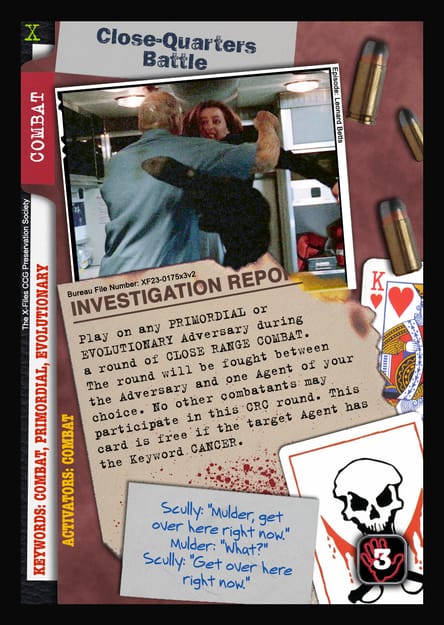 X
Close-Quarters
Battle
COMBAT
Episode: Leonard Betts
The X-Files CCG Preservation Society
KEYWORDS: COMBAT, PRIMORDIAL, EVOLUTIONARY
ACTIVATORS: COMBAT
Bureau File Number: XF23-0175x3v2
INVESTIGATION REPO
Play on any PRIMORDIAL or
EVOLUTIONARY Adversary during
a round of CLOSE RANGE COMBAT.
The round will be fought between
the Adversary and one Agent of your
choice. No other combatants may
participate in this CRC round. This
card is free if the target Agent has
the Keyword CANCER.
K
Scully: "Mulder, get
over here right now."
Mulder: "What?"
Scully: "Get over here
right now."
3